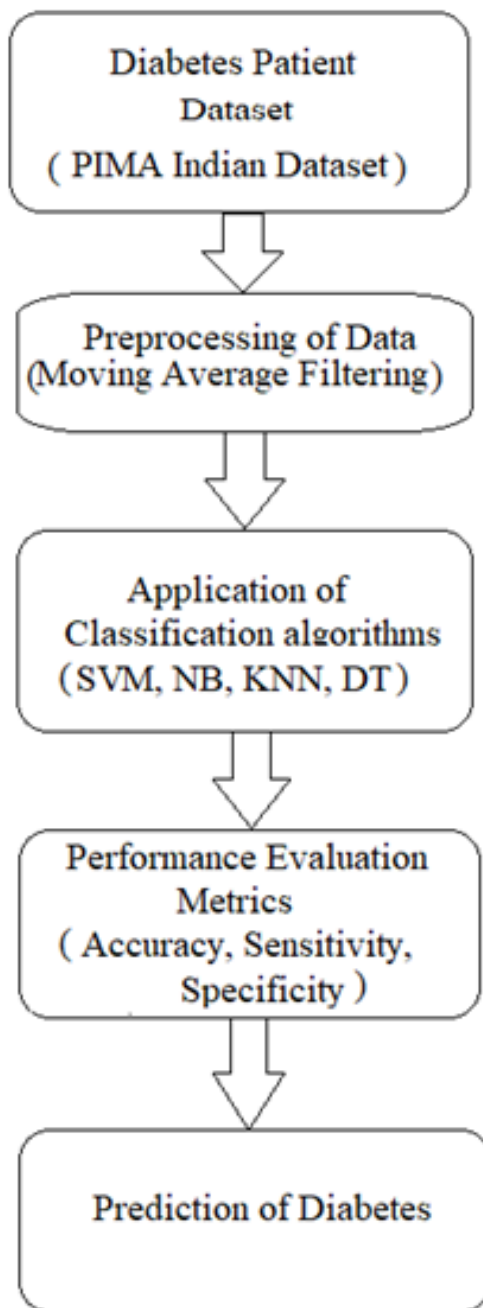 Diabetes Patient
Dataset
( PIMA Indian Dataset )
Preprocessing of Data
(Moving Average Filtering)
Application of
Classification algorithms
(SVM, NB, KNN, DT)
Performance Evaluation
Metrics
( Accuracy, Sensitivity,
Specificity )
Prediction of Diabetes